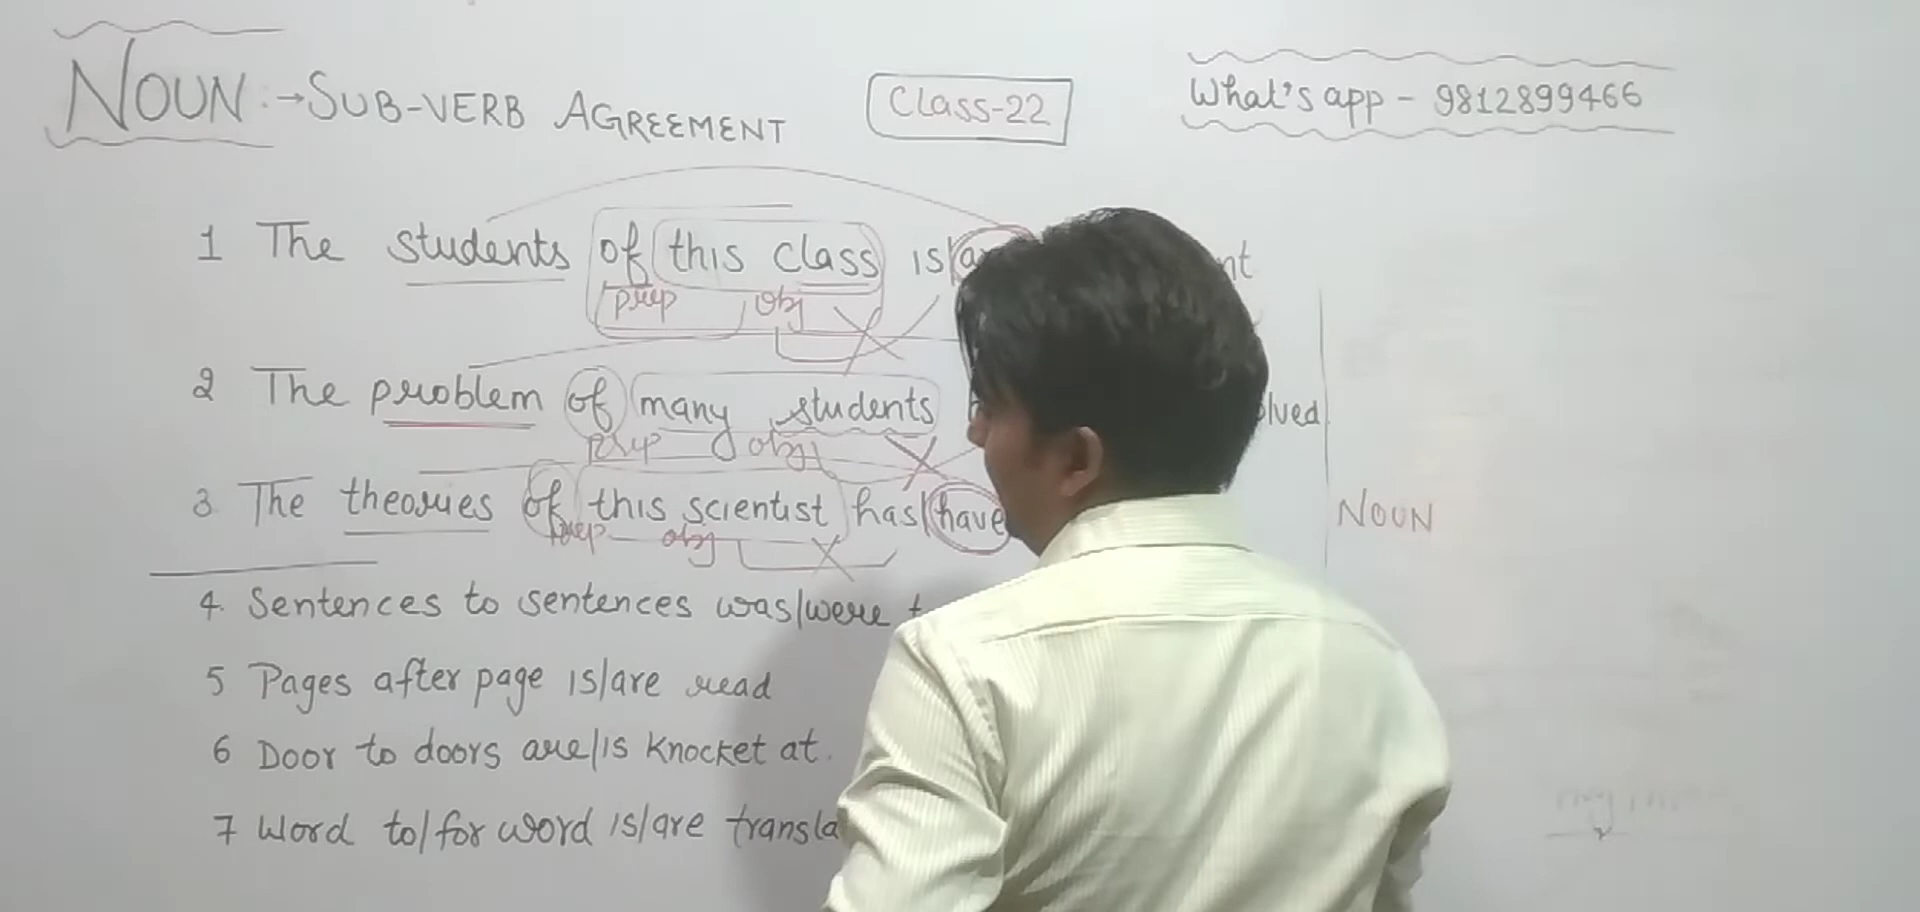 NOUN :→ SUB-VERB AGREEMENT
Class-22
What's app - 9812899466
1 The students of this class is/
prep obj
2 The problem of many students
prep obj
3. The theories of this scientist has/have
prep obj
NOUN
4. Sentences to sentences was/were
5 Pages after page is/are read
6 Door to doors are/is knocket at.
7 Word to/for word is/are